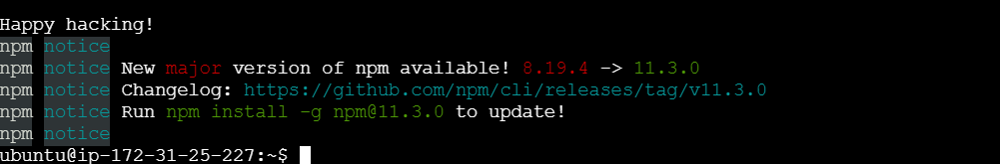 Happy hacking!
npm notice
npm notice New major version of npm available! 8.19.4 -> 11.3.0
npm notice Changelog: https://github.com/npm/cli/releases/tag/v11.3.0
npm notice Run npm install -g npm@11.3.0 to update!
npm notice
ubuntu@ip-172-31-25-227:~$